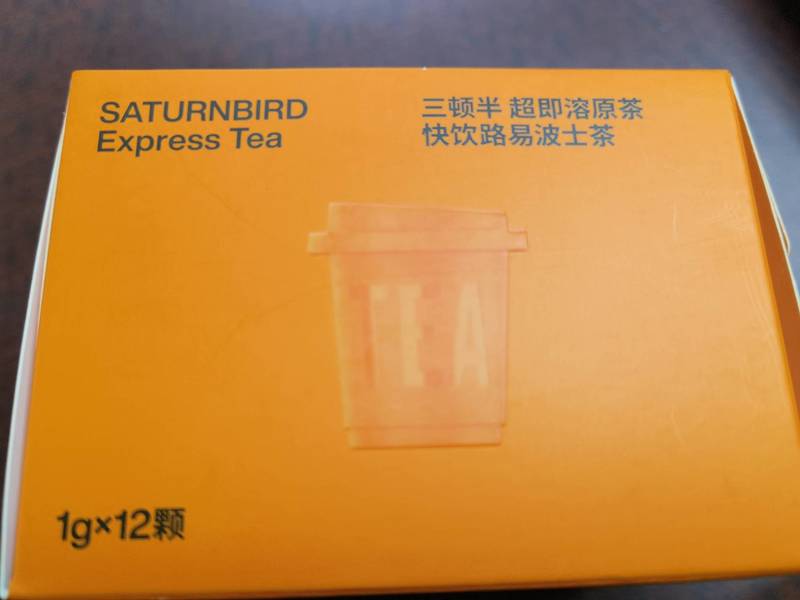 SATURNBIRD
Express Tea
三顿半 超即溶原茶
快饮路易波士茶
TEA
1g×12颗